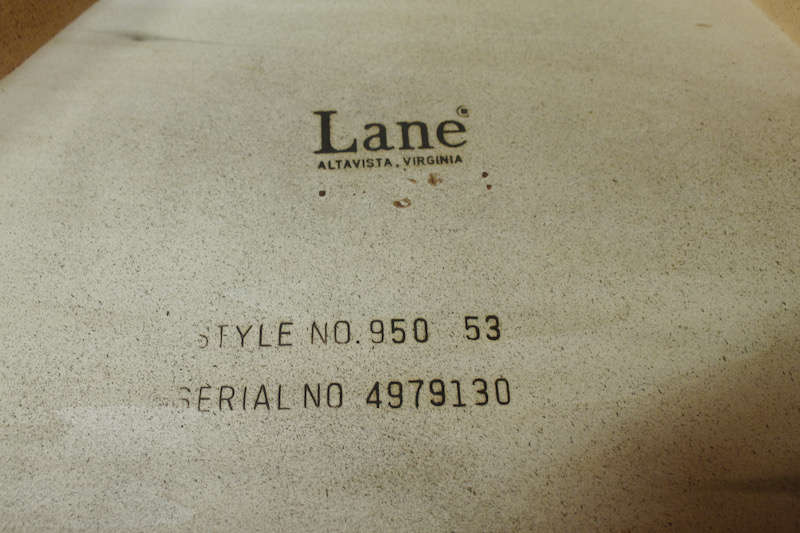 Lane®
ALTAVISTA, VIRGINIA
STYLE NO. 950 53
SERIAL NO 4979130